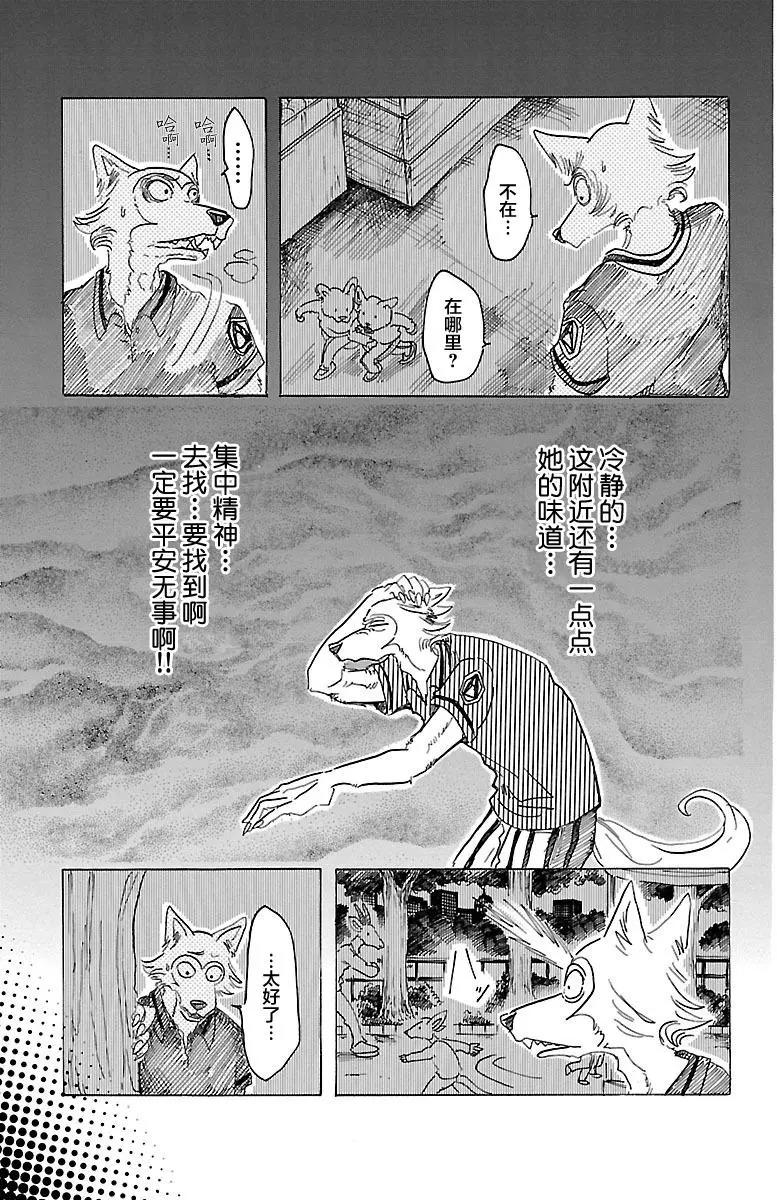 不在…
在哪里？
……
哈啊…
哈啊…
冷静的…
这附近还有一点点
她的味道…
集中精神…
去找…要找到啊
一定要平安无事啊!!
…太好了…